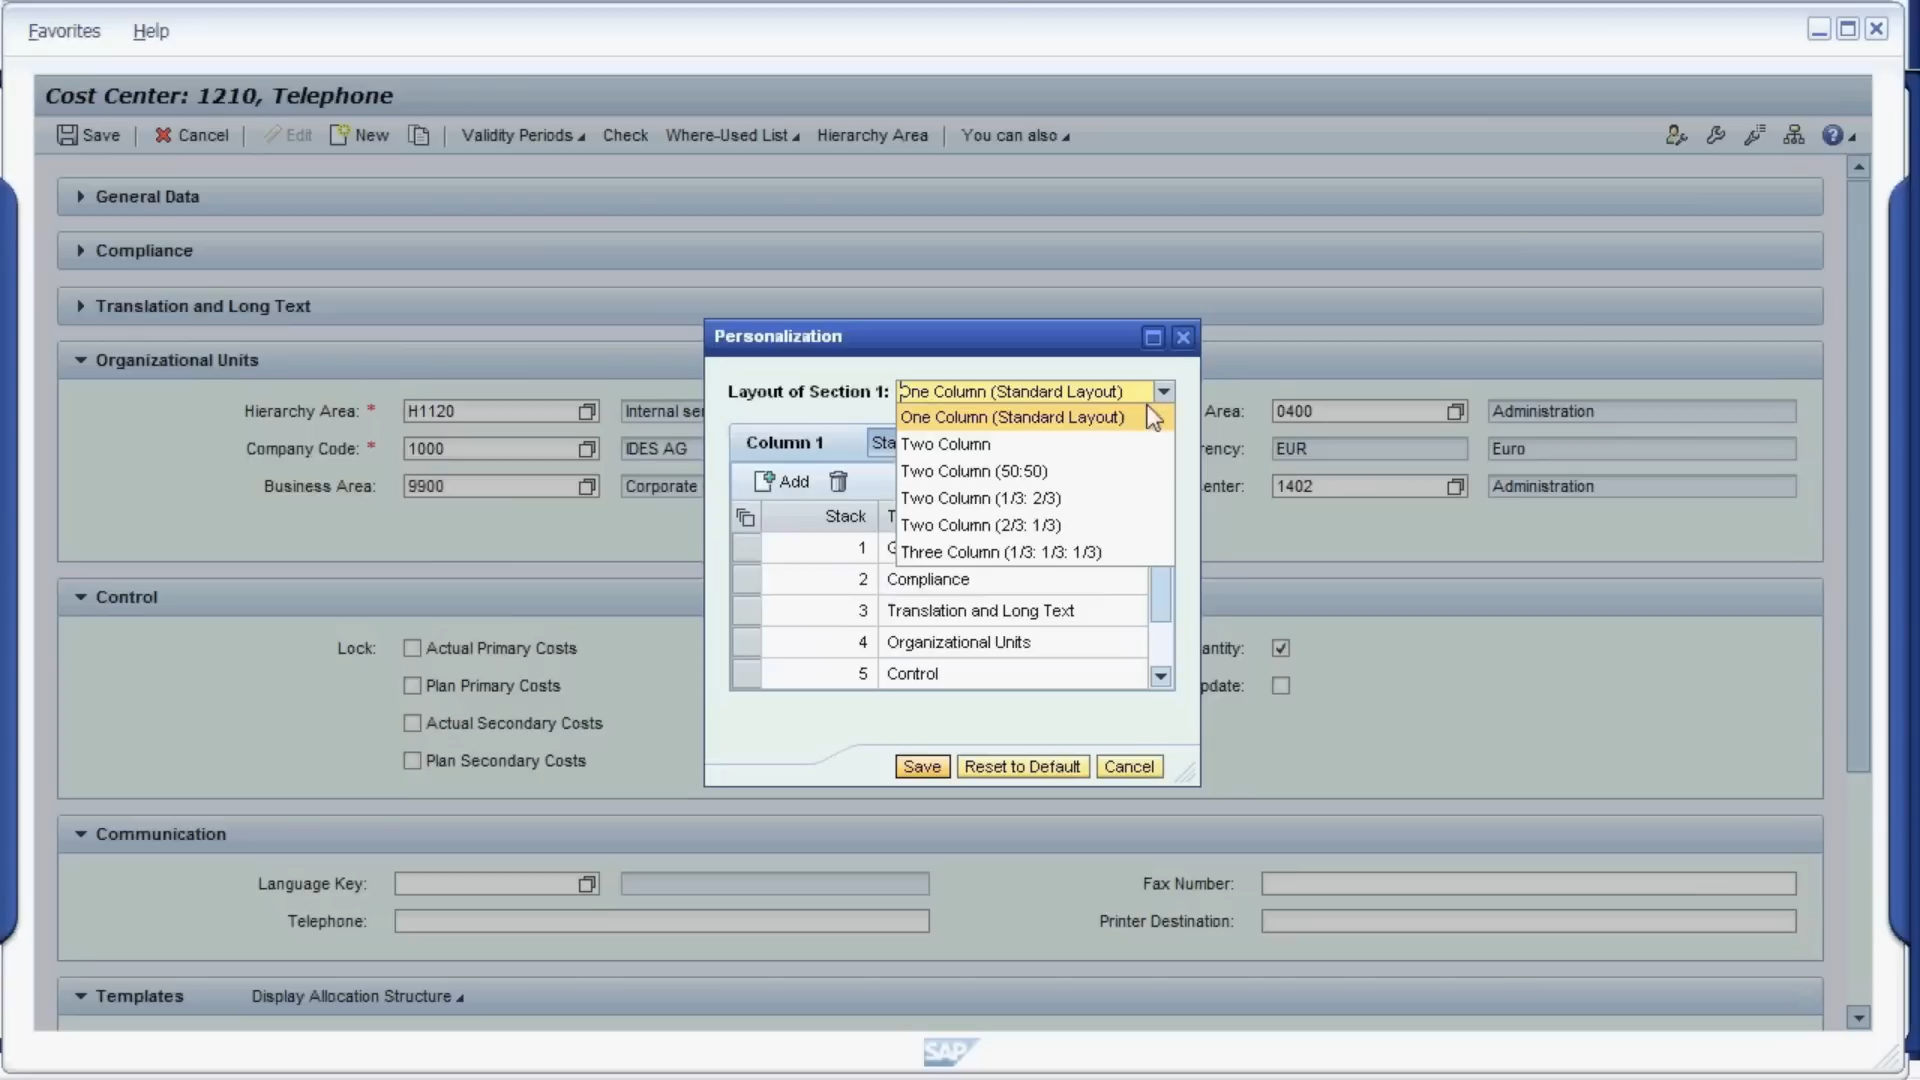 Favorites Help
Cost Center: 1210, Telephone
Save Cancel Edit New Validity Periods Check Where-Used List Hierarchy Area You can also
General Data
Compliance
Translation and Long Text
Organizational Units
Hierarchy Area: * H1120 Internal ser Area: 0400 Administration
Company Code: * 1000 IDES AG ency: EUR Euro
Business Area: 9900 Corporate enter: 1402 Administration
Control
Lock: Actual Primary Costs antity:
Plan Primary Costs pdate:
Actual Secondary Costs
Plan Secondary Costs
Communication
Language Key: Fax Number:
Telephone: Printer Destination:
Templates Display Allocation Structure
Personalization
Layout of Section 1: One Column (Standard Layout)
One Column (Standard Layout)
Two Column
Two Column (50:50)
Two Column (1/3: 2/3)
Two Column (2/3: 1/3)
Three Column (1/3: 1/3: 1/3)
Column 1 Sta
Add
Stack T
1 G
2 Compliance
3 Translation and Long Text
4 Organizational Units
5 Control
Save Reset to Default Cancel
SAP